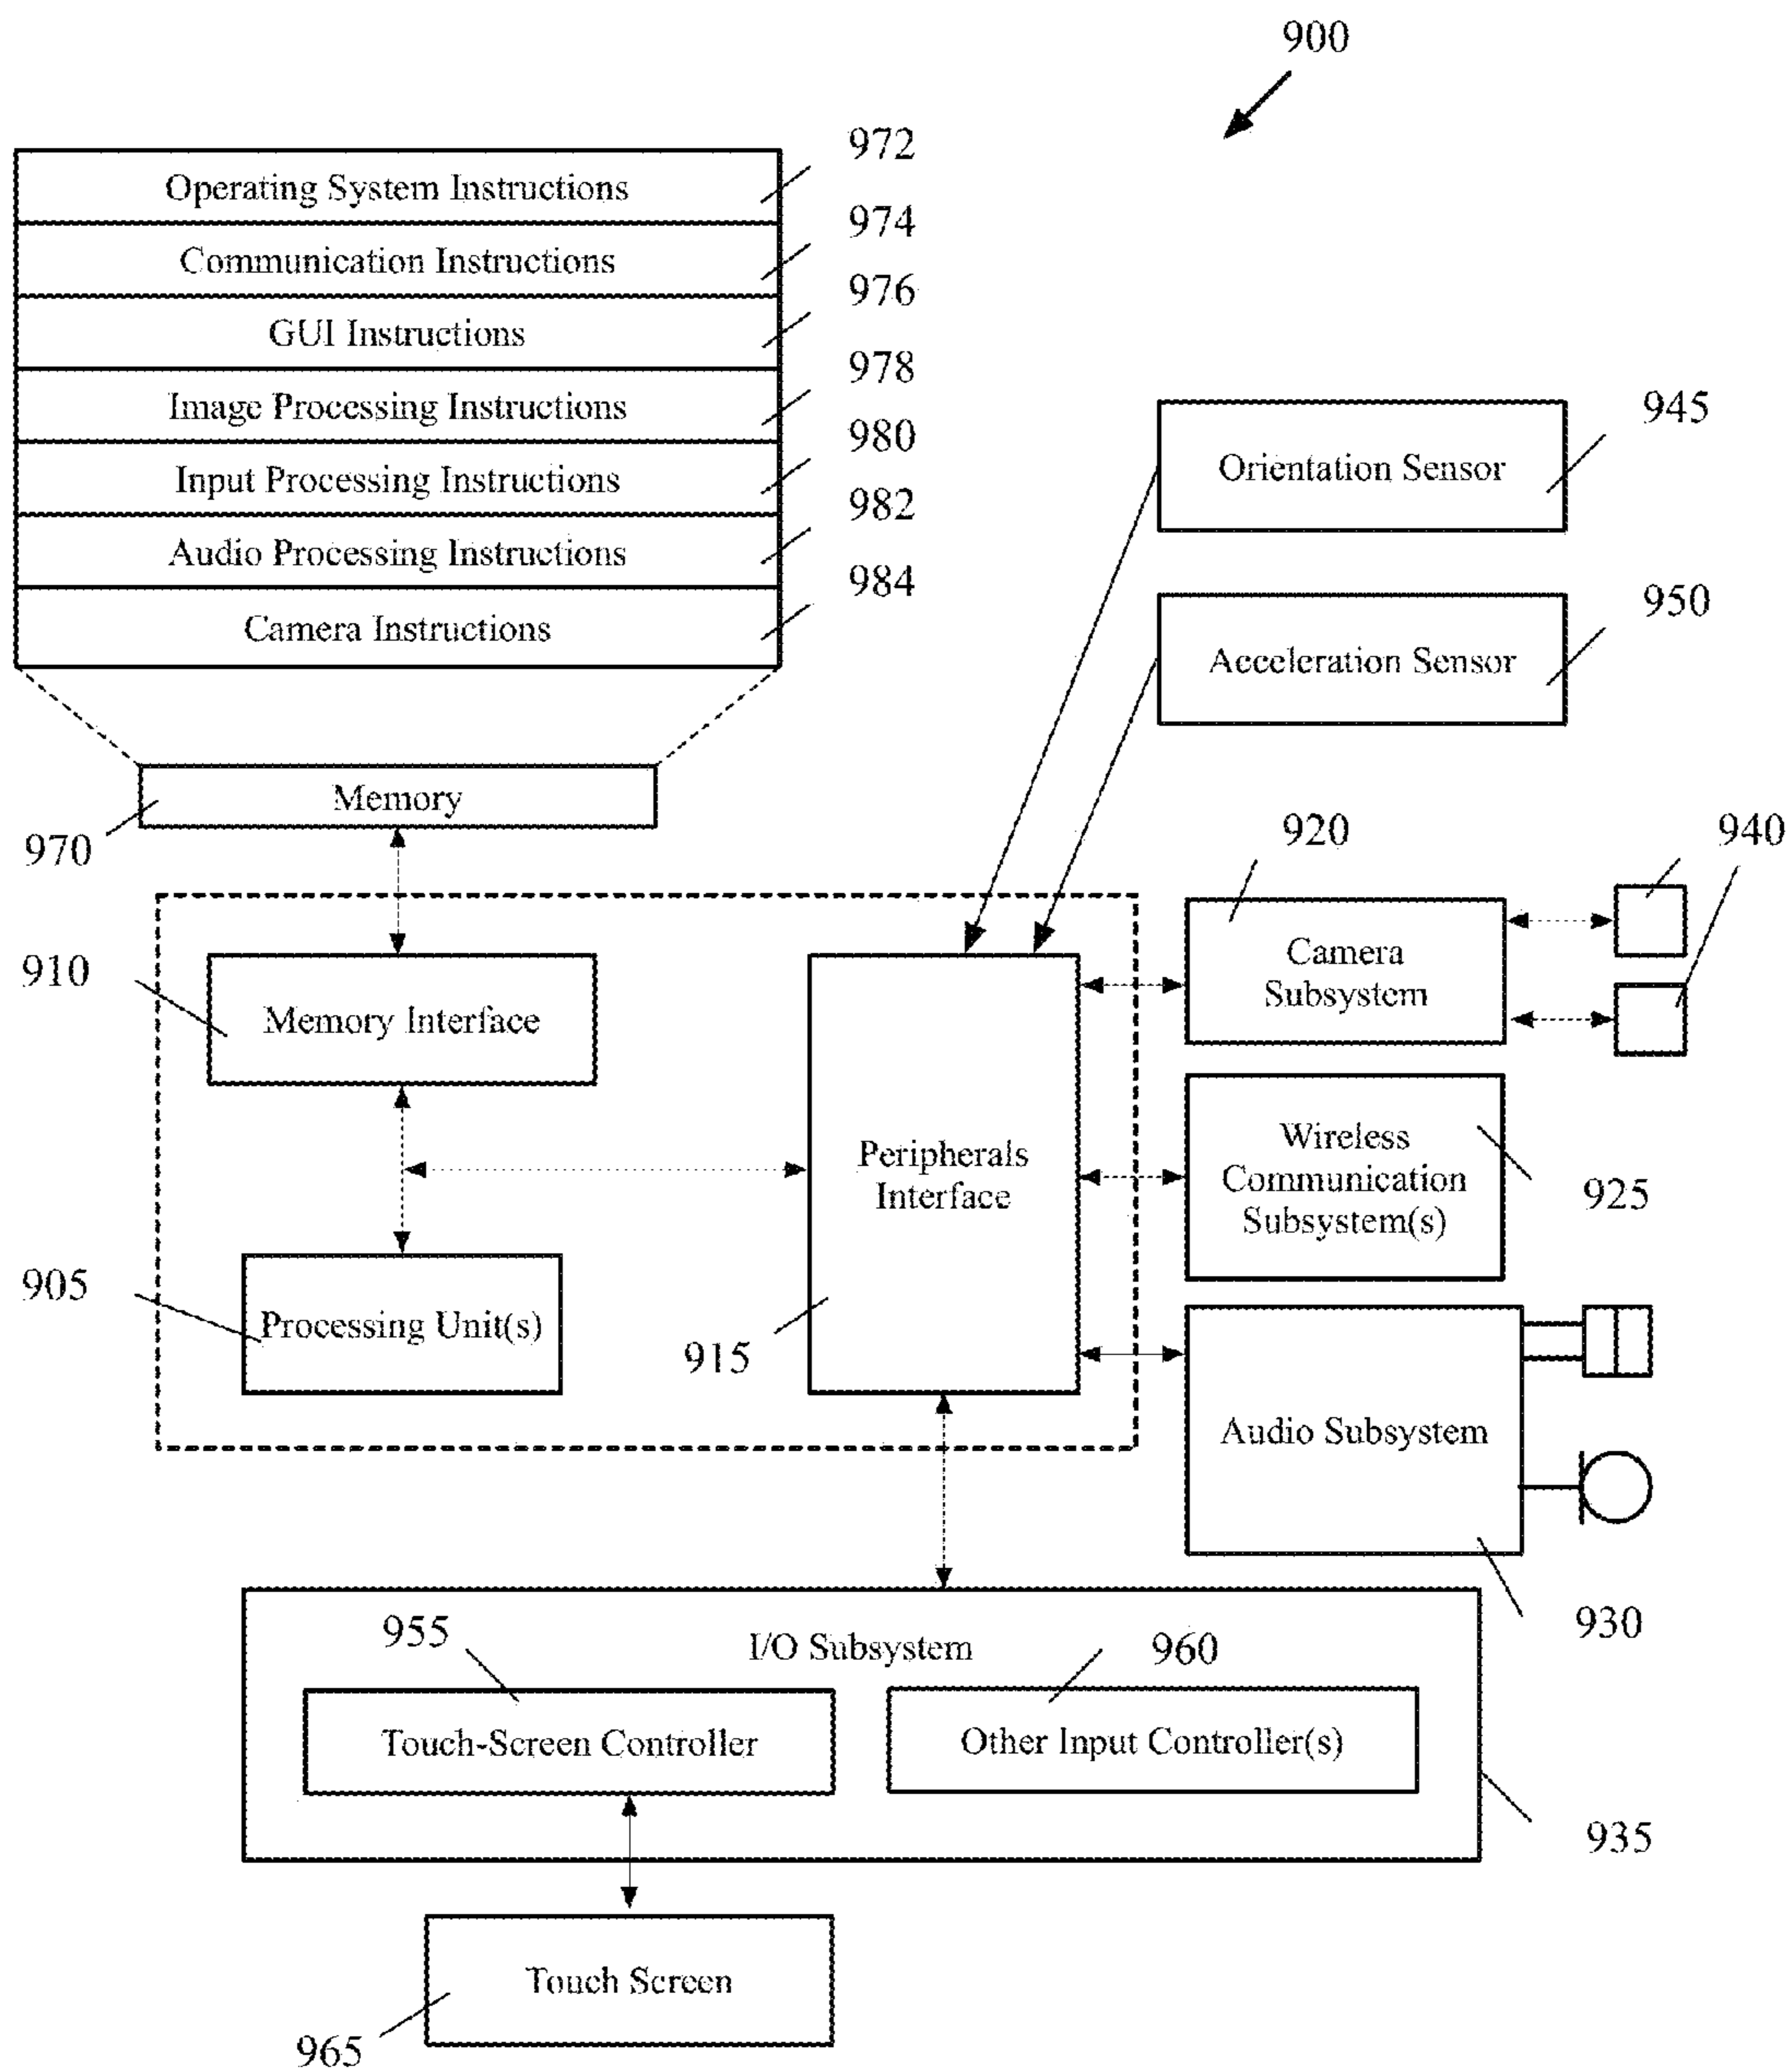 900
972
Operating System Instructions
974
Communication Instructions
976
GUI Instructions
978
Image Processing Instructions
980
Input Processing Instructions
982
Audio Processing Instructions
984
Camera Instructions
945
Orientation Sensor
950
Acceleration Sensor
Memory
970
920
940
910
Memory Interface
Camera
Subsystem
Peripherals
Interface
Wireless
Communication
Subsystem(s)
925
905
Processing Unit(s)
915
Audio Subsystem
930
955
I/O Subsystem
960
Touch-Screen Controller
Other Input Controller(s)
935
Touch Screen
965